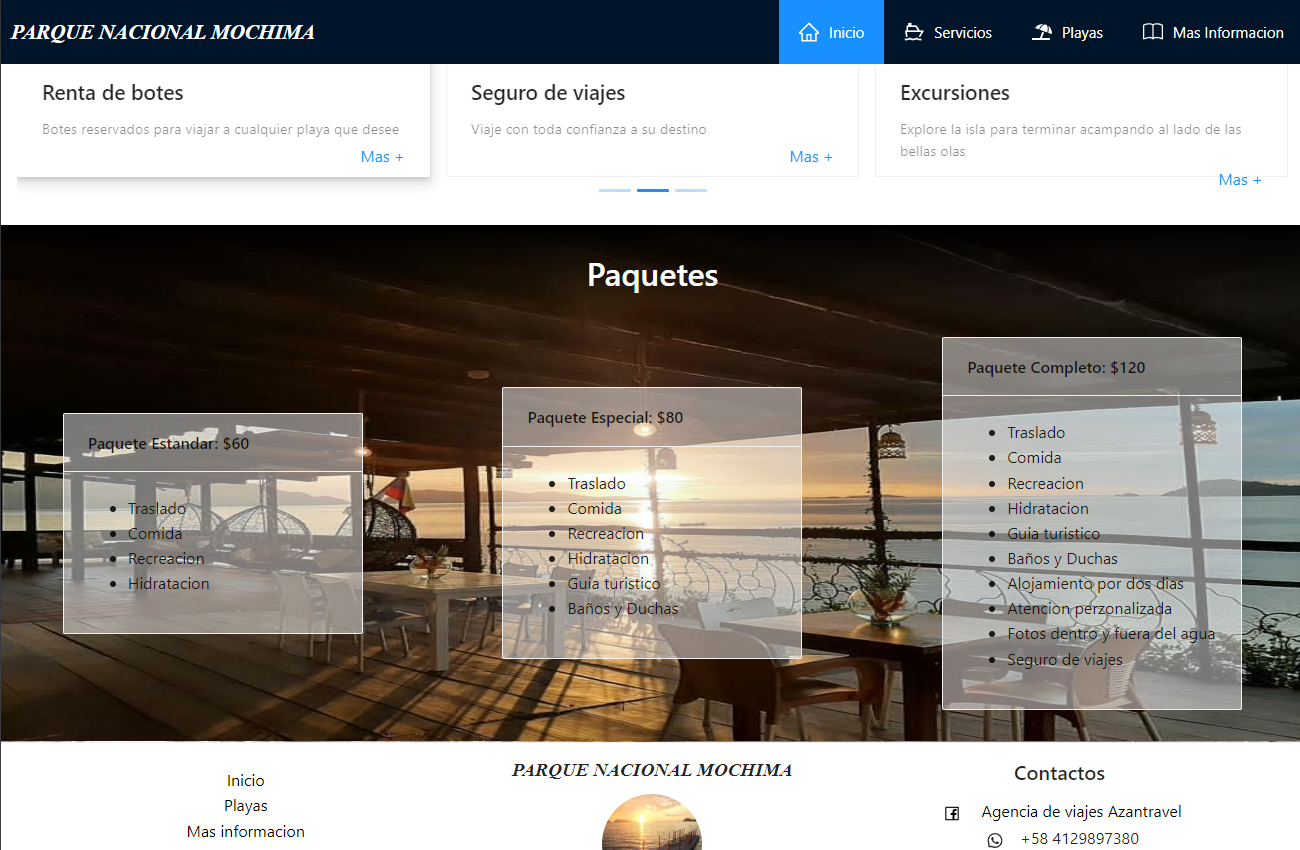 PARQUE NACIONAL MOCHIMA
Inicio
Servicios
Playas
Mas Informacion
Renta de botes
Botes reservados para viajar a cualquier playa que desee
Mas +
Seguro de viajes
Viaje con toda confianza a su destino
Mas +
Excursiones
Explore la isla para terminar acampando al lado de las
bellas olas
Mas +
Paquetes
Paquete Estandar: $60
Traslado
Comida
Recreacion
Hidratacion
Paquete Especial: $80
Traslado
Comida
Recreacion
Hidratacion
Guia turistico
Baños y Duchas
Paquete Completo: $120
Traslado
Comida
Recreacion
Hidratacion
Guia turistico
Baños y Duchas
Alojamiento por dos dias
Atencion perzonalizada
Fotos dentro y fuera del agua
Seguro de viajes
Inicio
Playas
Mas informacion
PARQUE NACIONAL MOCHIMA
Contactos
Agencia de viajes Azantravel
+58 4129897380